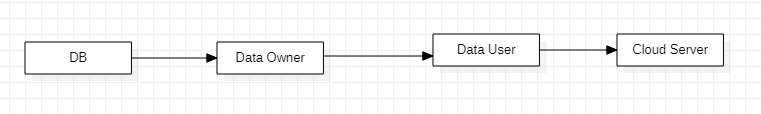 DB
Data Owner
Data User
Cloud Server